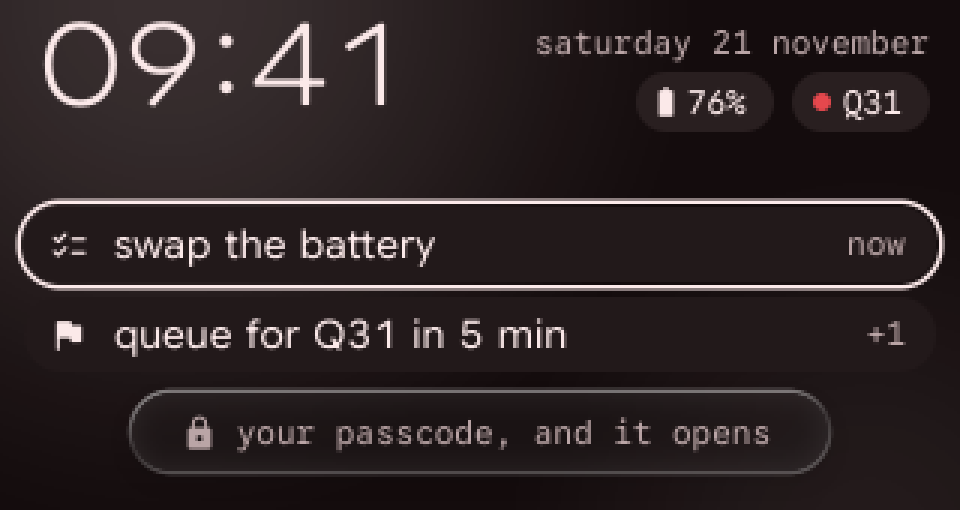 09:41
saturday 21 november
76%
Q31
swap the battery
now
queue for Q31 in 5 min
+1
your passcode, and it opens